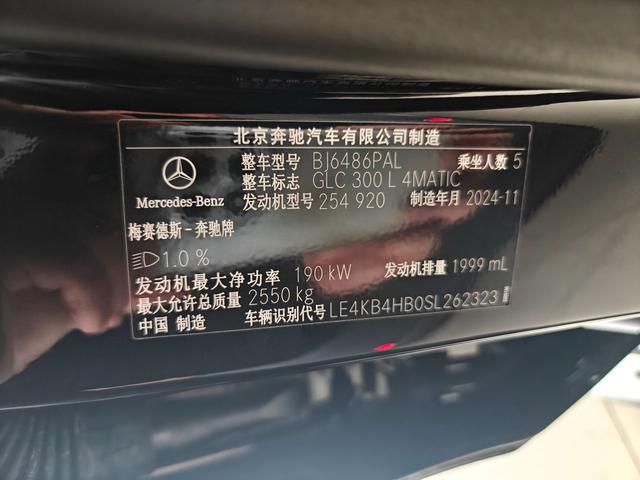 北京奔驰汽车有限公司制造
整车型号 BJ6486PAL 乘坐人数 5
整车标志 GLC 300 L 4MATIC
发动机型号 254 920 制造年月 2024-11
Mercedes-Benz
梅赛德斯-奔驰牌
1.0 %
发动机最大净功率 190 kW 发动机排量 1999 mL
最大允许总质量 2550 kg
中国 制造 车辆识别代号 LE4KB4HB0SL262323